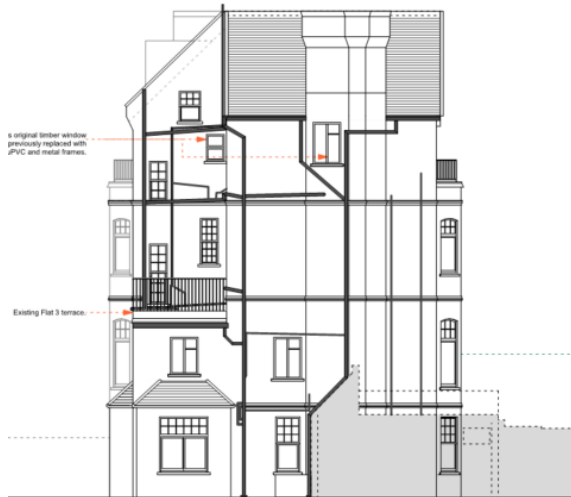 s original timber window
previously replaced with
uPVC and metal frames.
Existing Flat 3 terrace.